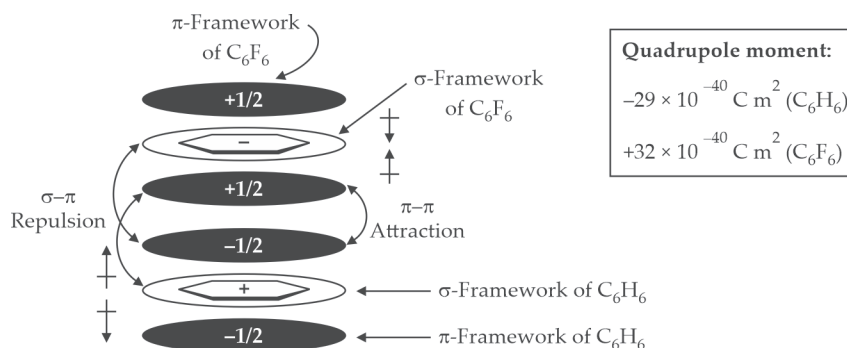 π-Framework
of C₆F₆
σ-Framework
of C₆F₆
+1/2
−
+1/2
σ–π
Repulsion
π–π
Attraction
−1/2
+
σ-Framework of C₆H₆
−1/2
π-Framework of C₆H₆
Quadrupole moment:
−29 × 10 ⁻⁴⁰ C m² (C₆H₆)
+32 × 10 ⁻⁴⁰ C m² (C₆F₆)